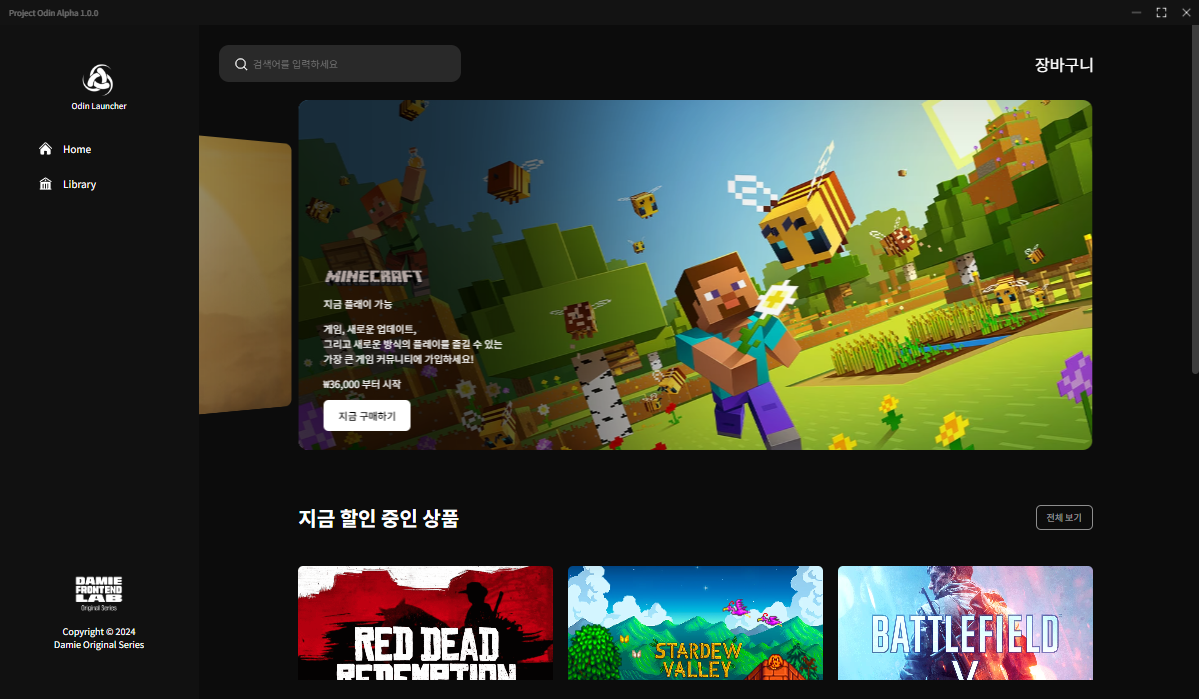 Project Odin Alpha 1.0.0
검색어를 입력하세요
장바구니
Odin Launcher
Home
Library
MINECRAFT
지금 플레이 가능
게임, 새로운 업데이트,
그리고 새로운 방식의 플레이를 즐길 수 있는
가장 큰 게임 커뮤니티에 가입하세요!
₩36,000 부터 시작
지금 구매하기
지금 할인 중인 상품
전체 보기
RED DEAD
REDEMPTION
STARDEW
VALLEY
BATTLEFIELD
V
DAMIE
FRONTEND
LAB
Original Series
Copyright © 2024
Damie Original Series